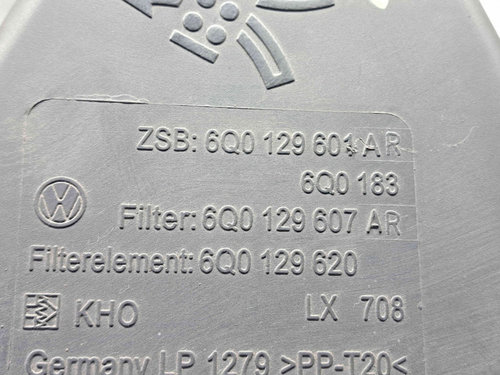 ZSB: 6Q0 129 601 AR
6Q0 183
Filter: 6Q0 129 607 AR
Filterelement: 6Q0 129 620
KHO LX 708
Germany LP 1279 >PP-T20<